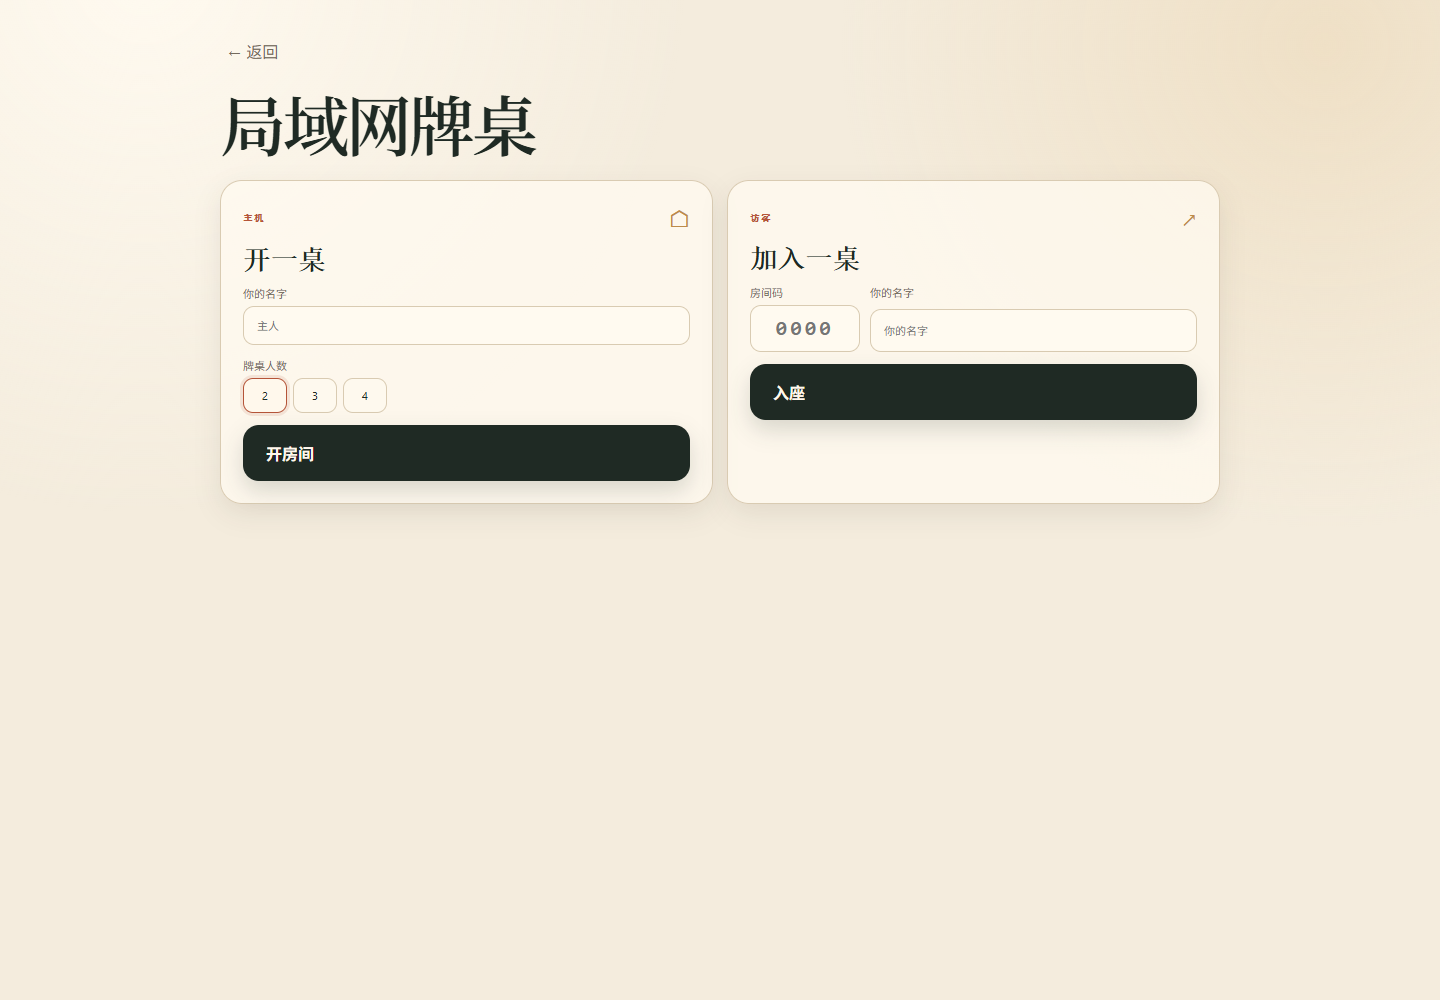 ← 返回
局域网牌桌
主机
开一桌
你的名字
主人
牌桌人数
2 3 4
开房间
访客
↗
加入一桌
房间码 你的名字
0000 你的名字
入座